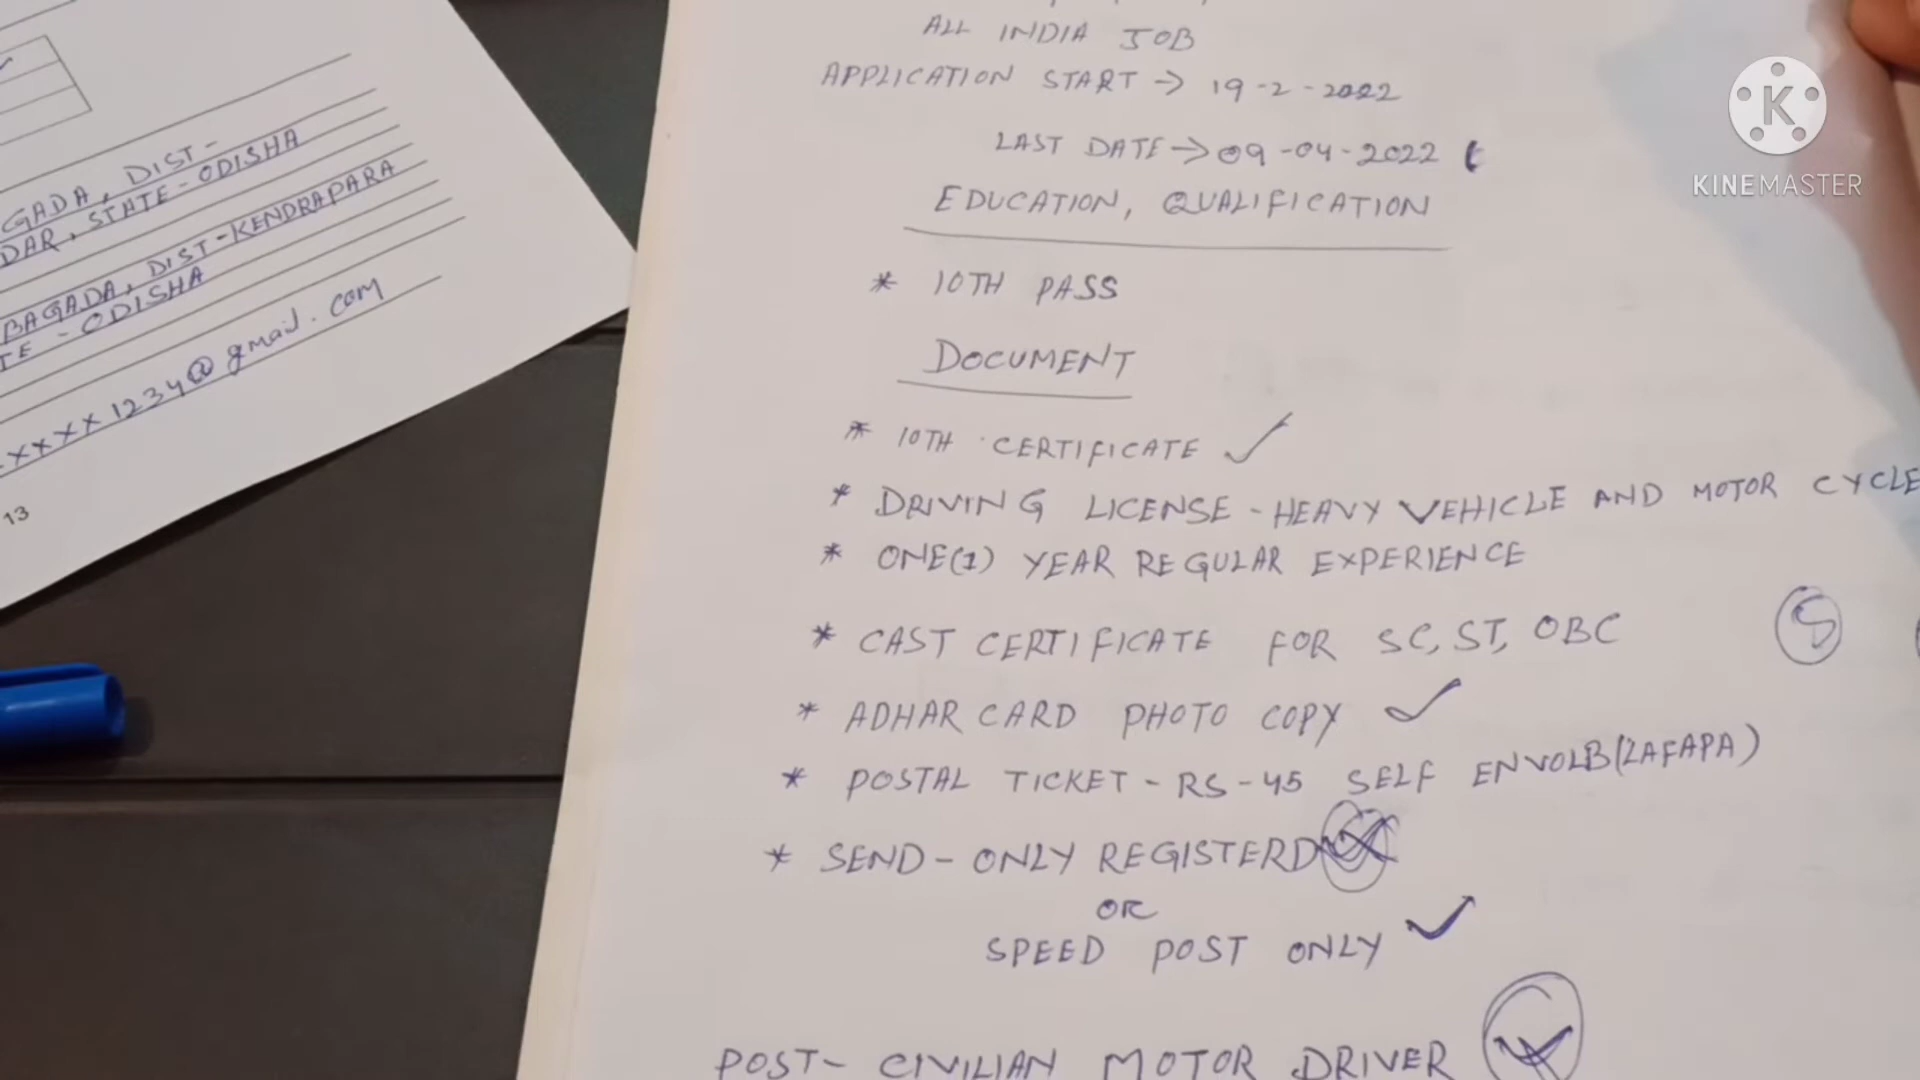 GADA, DIST-
DAR, STATE-ODISHA
BAGADA, DIST-KENDRAPARA
TE - ODISHA
XXXX1234@gmail.com
13
ALL INDIA JOB
APPLICATION START → 19-2-2022
LAST DATE → 09-04-2022
EDUCATION, QUALIFICATION
* 10TH PASS
DOCUMENT
* 10TH CERTIFICATE ✓
* DRIVING LICENSE - HEAVY VEHICLE AND MOTOR CYCLE
* ONE(1) YEAR REGULAR EXPERIENCE
* CAST CERTIFICATE FOR SC, ST, OBC
* ADHAR CARD PHOTO COPY ✓
* POSTAL TICKET - RS - 45 SELF ENVOLB(LAFAPA)
* SEND - ONLY REGISTERD
OR
SPEED POST ONLY ✓
POST - CIVILIAN MOTOR DRIVER
K
KINEMASTER